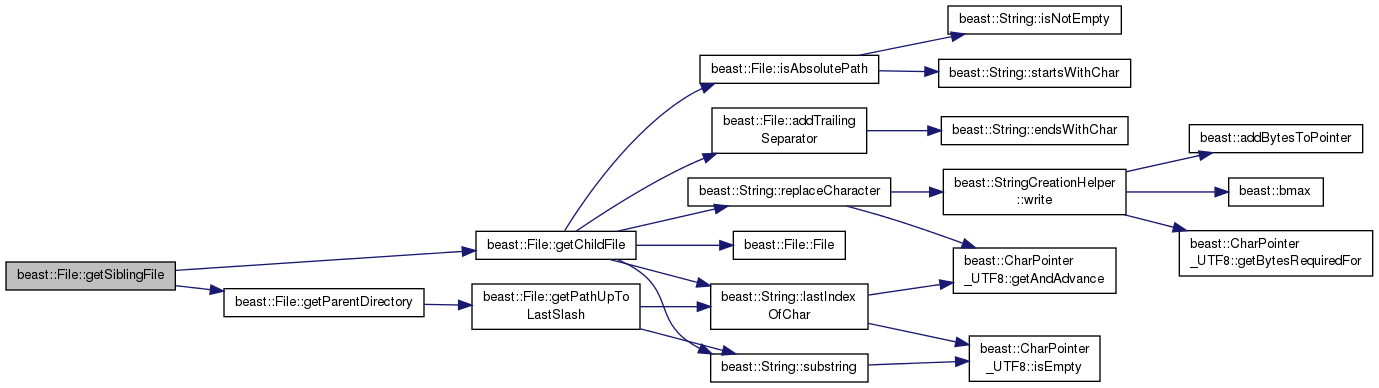 beast::File::getSiblingFile
beast::File::getChildFile
beast::File::getParentDirectory
beast::File::getPathUpTo
LastSlash
beast::File::isAbsolutePath
beast::File::addTrailing
Separator
beast::String::replaceCharacter
beast::File::File
beast::String::lastIndex
OfChar
beast::String::substring
beast::String::isNotEmpty
beast::String::startsWithChar
beast::String::endsWithChar
beast::StringCreationHelper
::write
beast::CharPointer
_UTF8::getAndAdvance
beast::CharPointer
_UTF8::isEmpty
beast::addBytesToPointer
beast::bmax
beast::CharPointer
_UTF8::getBytesRequiredFor